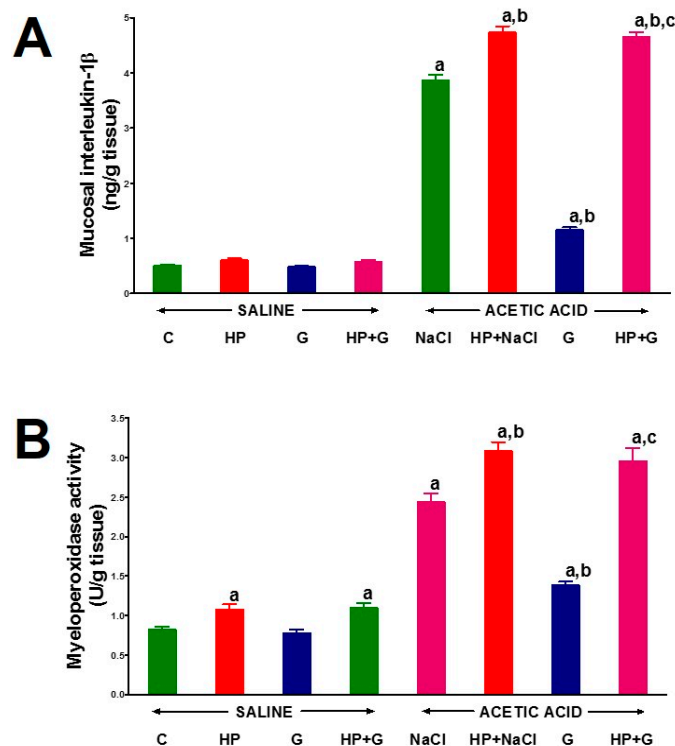 A
Mucosal interleukin-1β
(ng/g tissue)
5
4
3
2
1
0
a
a,b
a,b
a,b,c
SALINE
ACETIC ACID
C HP G HP+G NaCl HP+NaCl G HP+G
B
Myeloperoxidase activity
(U/g tissue)
3.5
3.0
2.5
2.0
1.5
1.0
0.5
0.0
a
a
a
a,b
a,b
a,c
SALINE
ACETIC ACID
C HP G HP+G NaCl HP+NaCl G HP+G